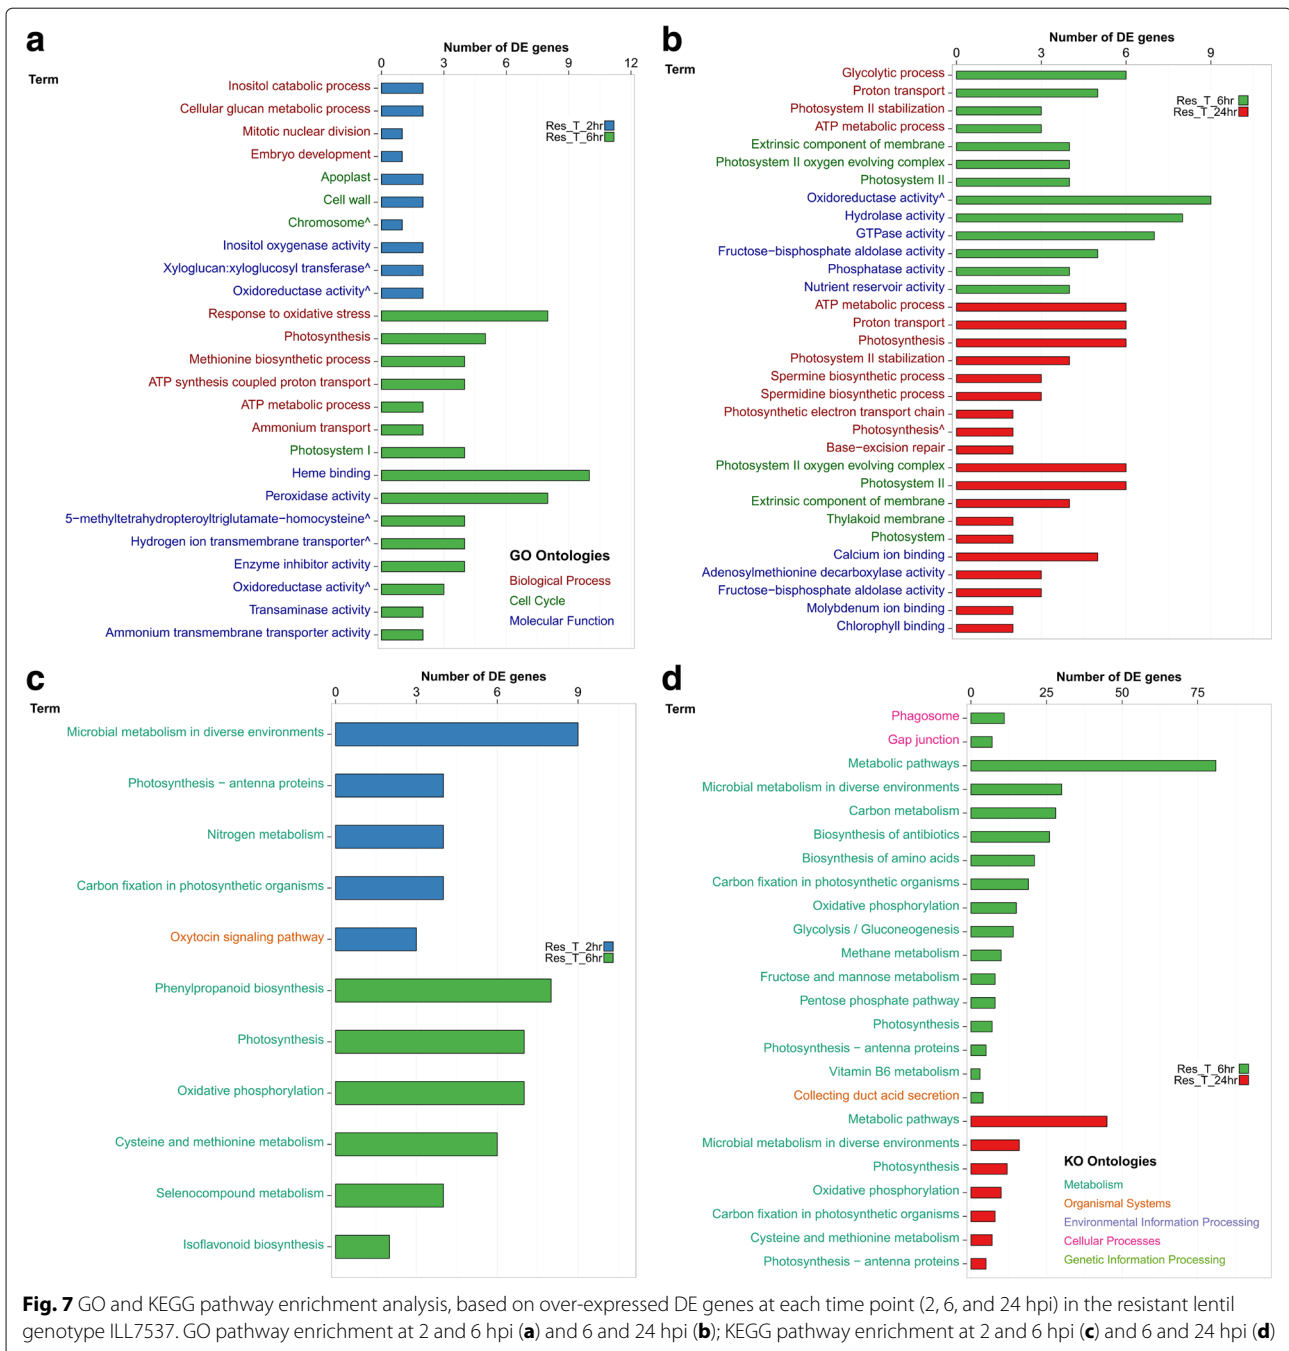 a
Number of DE genes
Term
0 3 6 9 12
Inositol catabolic process
Cellular glucan metabolic process
Mitotic nuclear division
Embryo development
Apoplast
Cell wall
Chromosome^
Inositol oxygenase activity
Xyloglucan:xyloglucosyl transferase^
Oxidoreductase activity^
Response to oxidative stress
Photosynthesis
Methionine biosynthetic process
ATP synthesis coupled proton transport
ATP metabolic process
Ammonium transport
Photosystem I
Heme binding
Peroxidase activity
5−methyltetrahydropteroyltriglutamate−homocysteine^
Hydrogen ion transmembrane transporter^
Enzyme inhibitor activity
Oxidoreductase activity^
Transaminase activity
Ammonium transmembrane transporter activity
Res_T_2hr
Res_T_6hr
GO Ontologies
Biological Process
Cell Cycle
Molecular Function
b
Number of DE genes
Term
0 3 6 9
Glycolytic process
Proton transport
Photosystem II stabilization
ATP metabolic process
Extrinsic component of membrane
Photosystem II oxygen evolving complex
Photosystem II
Oxidoreductase activity^
Hydrolase activity
GTPase activity
Fructose−bisphosphate aldolase activity
Phosphatase activity
Nutrient reservoir activity
ATP metabolic process
Proton transport
Photosynthesis
Photosystem II stabilization
Spermine biosynthetic process
Spermidine biosynthetic process
Photosynthetic electron transport chain
Photosynthesis^
Base−excision repair
Photosystem II oxygen evolving complex
Photosystem II
Extrinsic component of membrane
Thylakoid membrane
Photosystem
Calcium ion binding
Adenosylmethionine decarboxylase activity
Fructose−bisphosphate aldolase activity
Molybdenum ion binding
Chlorophyll binding
Res_T_6hr
Res_T_24hr
c
Number of DE genes
Term
0 3 6 9
Microbial metabolism in diverse environments
Photosynthesis − antenna proteins
Nitrogen metabolism
Carbon fixation in photosynthetic organisms
Oxytocin signaling pathway
Phenylpropanoid biosynthesis
Photosynthesis
Oxidative phosphorylation
Cysteine and methionine metabolism
Selenocompound metabolism
Isoflavonoid biosynthesis
Res_T_2hr
Res_T_6hr
d
Number of DE genes
Term
0 25 50 75
Phagosome
Gap junction
Metabolic pathways
Microbial metabolism in diverse environments
Carbon metabolism
Biosynthesis of antibiotics
Biosynthesis of amino acids
Carbon fixation in photosynthetic organisms
Oxidative phosphorylation
Glycolysis / Gluconeogenesis
Methane metabolism
Fructose and mannose metabolism
Pentose phosphate pathway
Photosynthesis
Photosynthesis − antenna proteins
Vitamin B6 metabolism
Collecting duct acid secretion
Metabolic pathways
Microbial metabolism in diverse environments
Photosynthesis
Oxidative phosphorylation
Carbon fixation in photosynthetic organisms
Cysteine and methionine metabolism
Photosynthesis − antenna proteins
Res_T_6hr
Res_T_24hr
KO Ontologies
Metabolism
Organismal Systems
Environmental Information Processing
Cellular Processes
Genetic Information Processing
Fig. 7 GO and KEGG pathway enrichment analysis, based on over-expressed DE genes at each time point (2, 6, and 24 hpi) in the resistant lentil
genotype ILL7537. GO pathway enrichment at 2 and 6 hpi (a) and 6 and 24 hpi (b); KEGG pathway enrichment at 2 and 6 hpi (c) and 6 and 24 hpi (d)